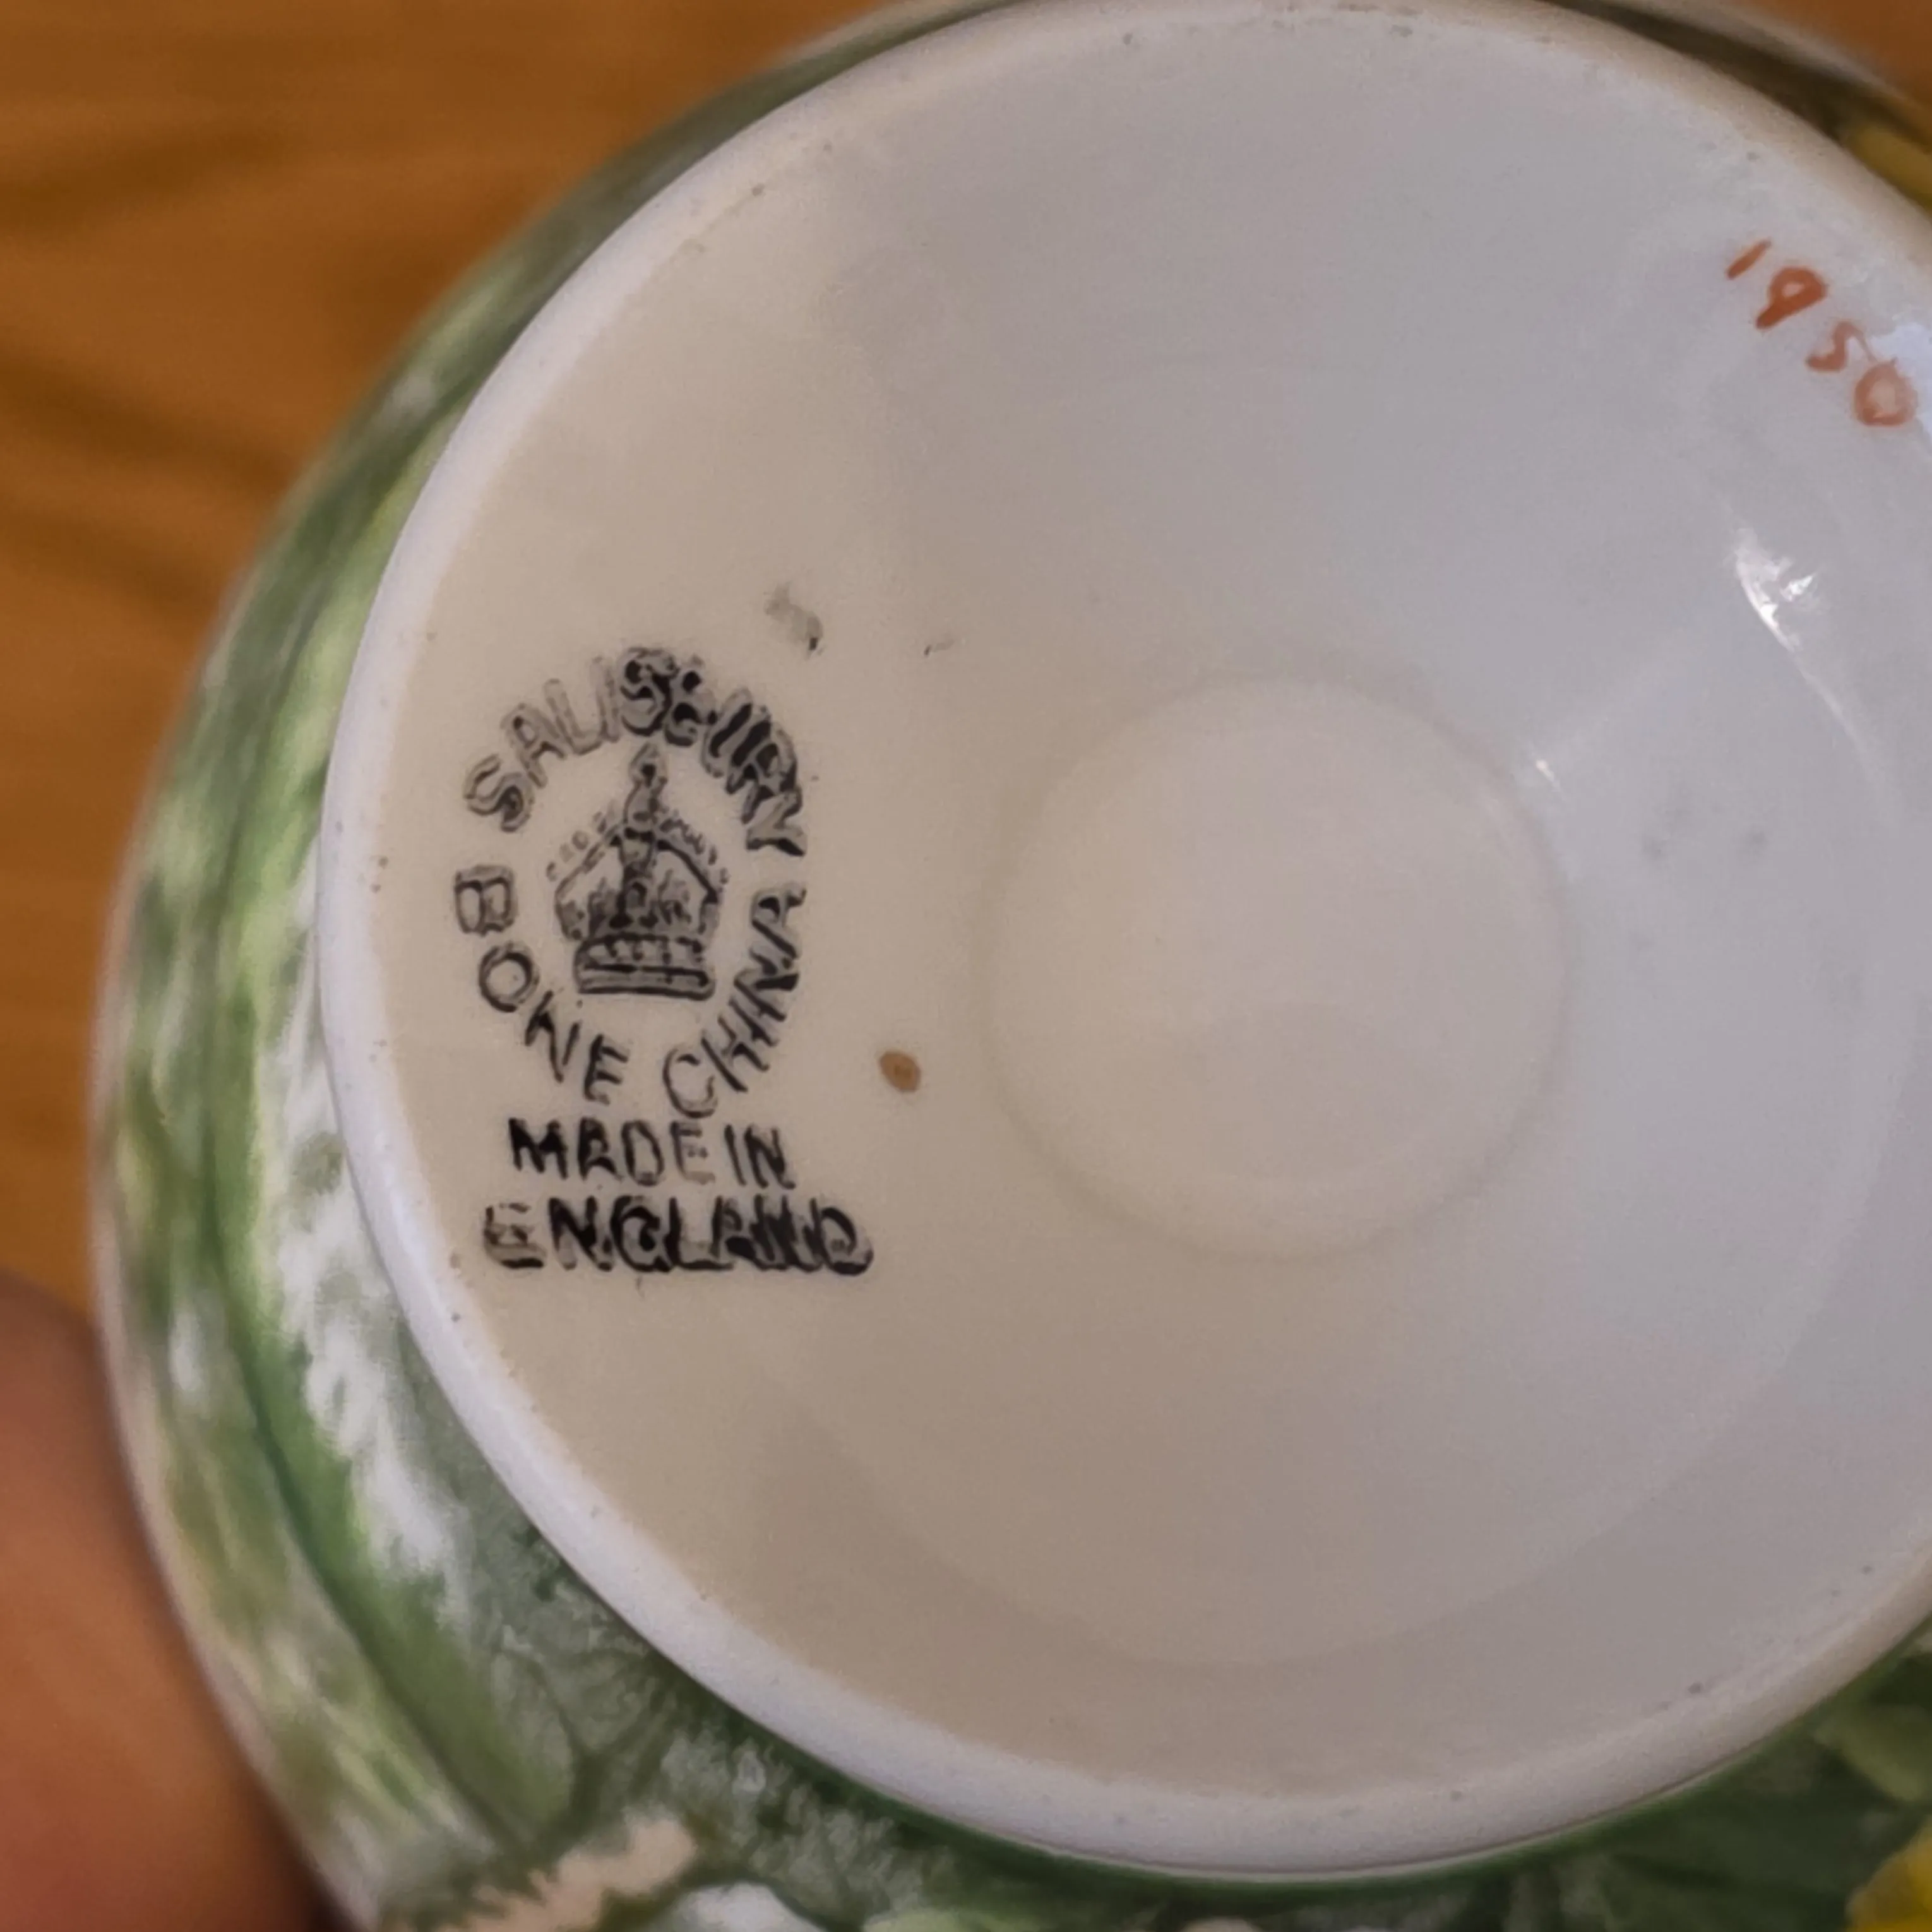 1950
SALISBURY
BONE CHINA
MADE IN
ENGLAND